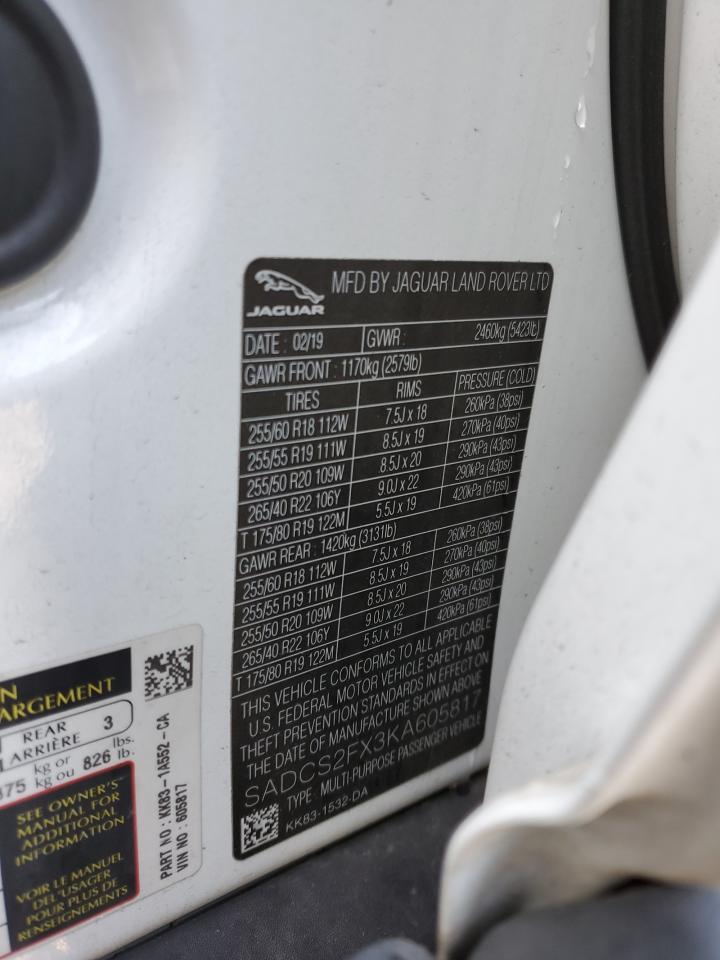 JAGUAR
MFD BY JAGUAR LAND ROVER LTD
DATE : 02/19 GVWR : 2460kg (5423lb)
GAWR FRONT : 1170kg (2579lb)
TIRES RIMS PRESSURE (COLD)
255/60 R18 112W 7.5J x 18 260kPa (38psi)
255/55 R19 111W 8.5J x 19 270kPa (40psi)
255/50 R20 109W 8.5J x 20 290kPa (43psi)
265/40 R22 106Y 9.0J x 22 290kPa (43psi)
T 175/80 R19 122M 5.5J x 19 420kPa (61psi)
GAWR REAR : 1420kg (3131lb)
255/60 R18 112W 7.5J x 18 260kPa (38psi)
255/55 R19 111W 8.5J x 19 270kPa (40psi)
255/50 R20 109W 8.5J x 20 290kPa (43psi)
265/40 R22 106Y 9.0J x 22 290kPa (43psi)
T 175/80 R19 122M 5.5J x 19 420kPa (61psi)
THIS VEHICLE CONFORMS TO ALL APPLICABLE
U.S. FEDERAL MOTOR VEHICLE SAFETY AND
THEFT PREVENTION STANDARDS IN EFFECT ON
THE DATE OF MANUFACTURE SHOWN ABOVE
SADCS2FX3KA605817
TYPE : MULTI-PURPOSE PASSENGER VEHICLE
KK83-1532-DA
ARGEMENT
REAR 3
ARRIÈRE
kg or 826 lbs.
kg ou lb.
SEE OWNER'S
MANUAL FOR
ADDITIONAL
INFORMATION
VOIR LE MANUEL
DE L'USAGER
POUR PLUS DE
RENSEIGNEMENTS
PART NO : KK83-1A552-CA
VIN NO : 605817